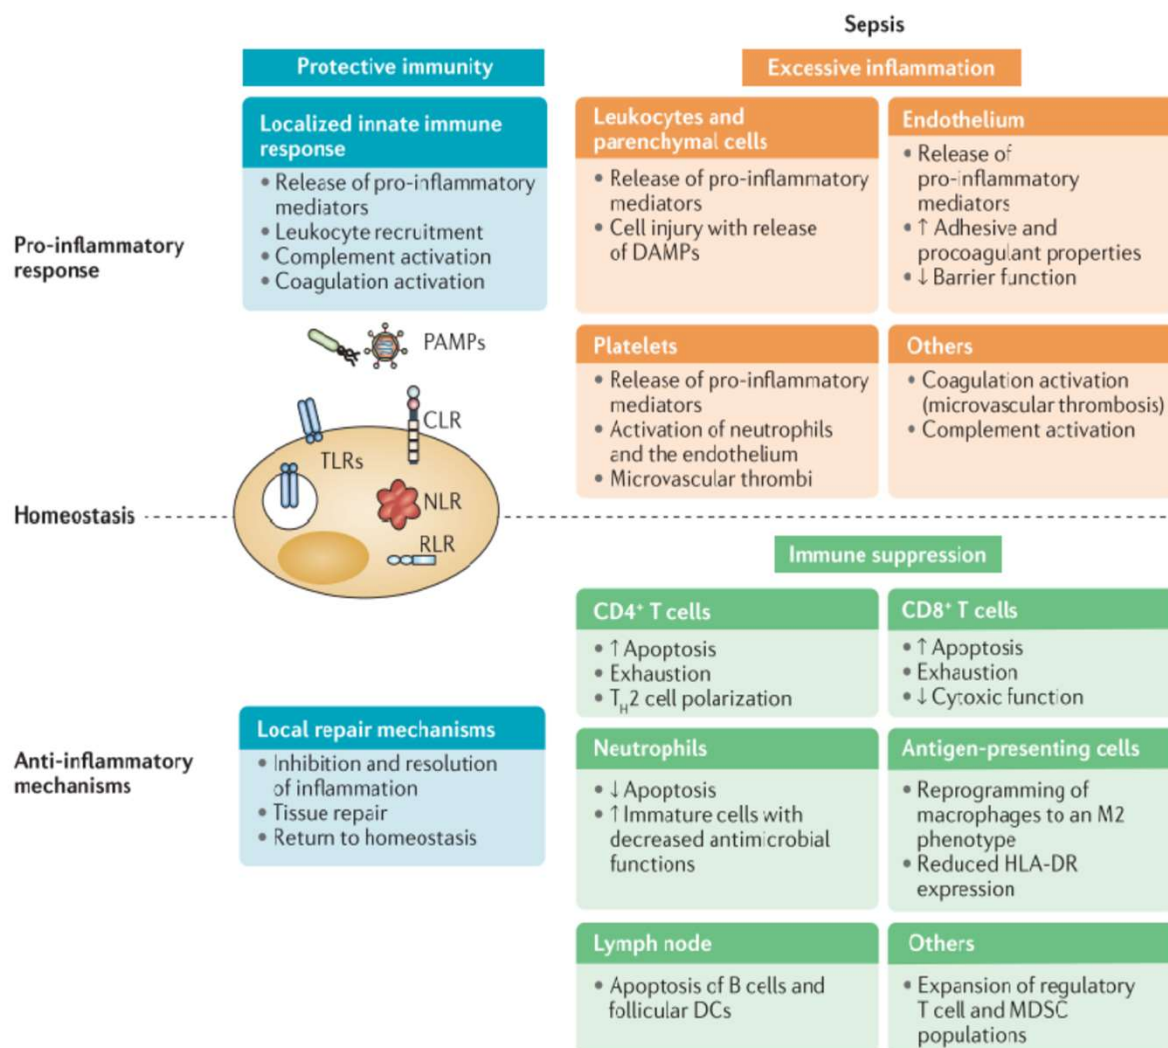 Sepsis
Protective immunity
Excessive inflammation
Pro-inflammatory
response
Localized innate immune
response
• Release of pro-inflammatory
mediators
• Leukocyte recruitment
• Complement activation
• Coagulation activation
Leukocytes and
parenchymal cells
• Release of pro-inflammatory
mediators
• Cell injury with release
of DAMPs
Endothelium
• Release of
pro-inflammatory
mediators
• ↑ Adhesive and
procoagulant properties
• ↓ Barrier function
PAMPs
CLR
TLRs
NLR
RLR
Platelets
• Release of pro-inflammatory
mediators
• Activation of neutrophils
and the endothelium
• Microvascular thrombi
Others
• Coagulation activation
(microvascular thrombosis)
• Complement activation
Homeostasis
Immune suppression
CD4⁺ T cells
• ↑ Apoptosis
• Exhaustion
• TH2 cell polarization
CD8⁺ T cells
• ↑ Apoptosis
• Exhaustion
• ↓ Cytoxic function
Anti-inflammatory
mechanisms
Local repair mechanisms
• Inhibition and resolution
of inflammation
• Tissue repair
• Return to homeostasis
Neutrophils
• ↓ Apoptosis
• ↑ Immature cells with
decreased antimicrobial
functions
Antigen-presenting cells
• Reprogramming of
macrophages to an M2
phenotype
• Reduced HLA-DR
expression
Lymph node
• Apoptosis of B cells and
follicular DCs
Others
• Expansion of regulatory
T cell and MDSC
populations